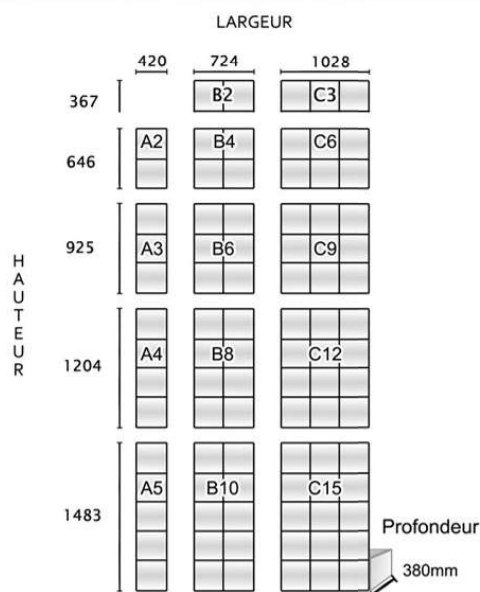 LARGEUR
420 724 1028
367 B2 C3
646 A2 B4 C6
925 A3 B6 C9
HAUTEUR
1204 A4 B8 C12
1483 A5 B10 C15
Profondeur
380mm